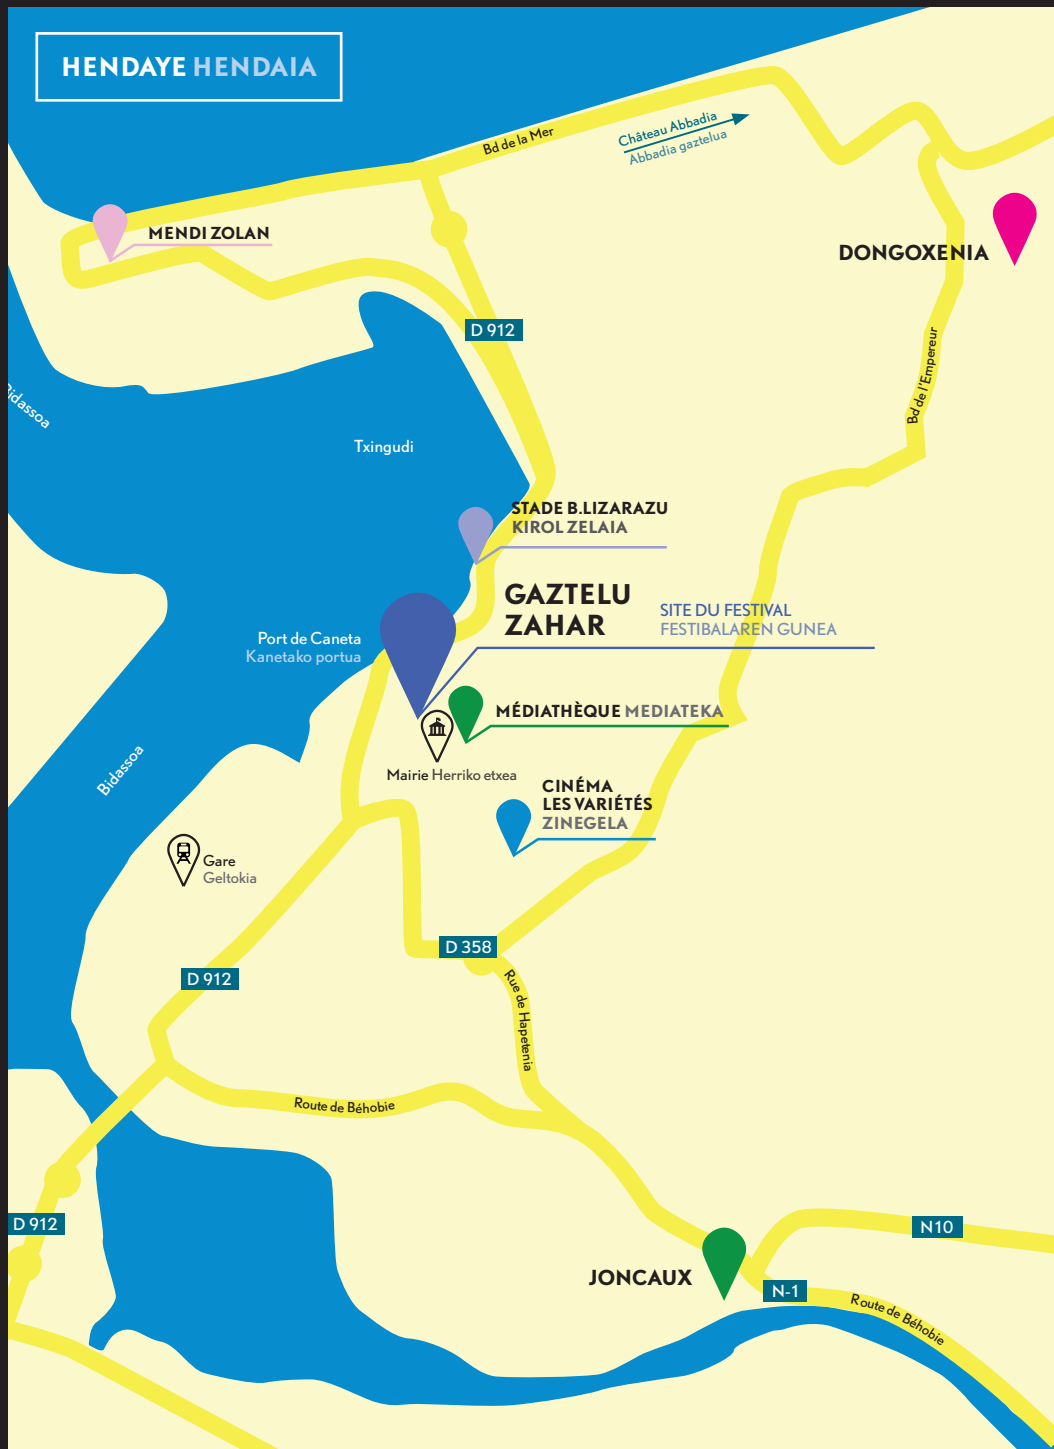 HENDAYE HENDAIA
Bd de la Mer
Château Abbadia
Abbadia gaztelua
MENDI ZOLAN
DONGOXENIA
D 912
Bd de l'Empereur
Bidassoa
Txingudi
STADE B.LIZARAZU
KIROL ZELAIA
GAZTELU
ZAHAR
SITE DU FESTIVAL
FESTIBALAREN GUNEA
Port de Caneta
Kanetako portua
MÉDIATHÈQUE MEDIATEKA
Bidassoa
Mairie Herriko etxea
CINÉMA
LES VARIÉTÉS
ZINEGELA
Gare
Geltokia
D 358
D 912
Rue de Hapetenia
Route de Béhobie
D 912
N10
JONCAUX
N-1
Route de Béhobie